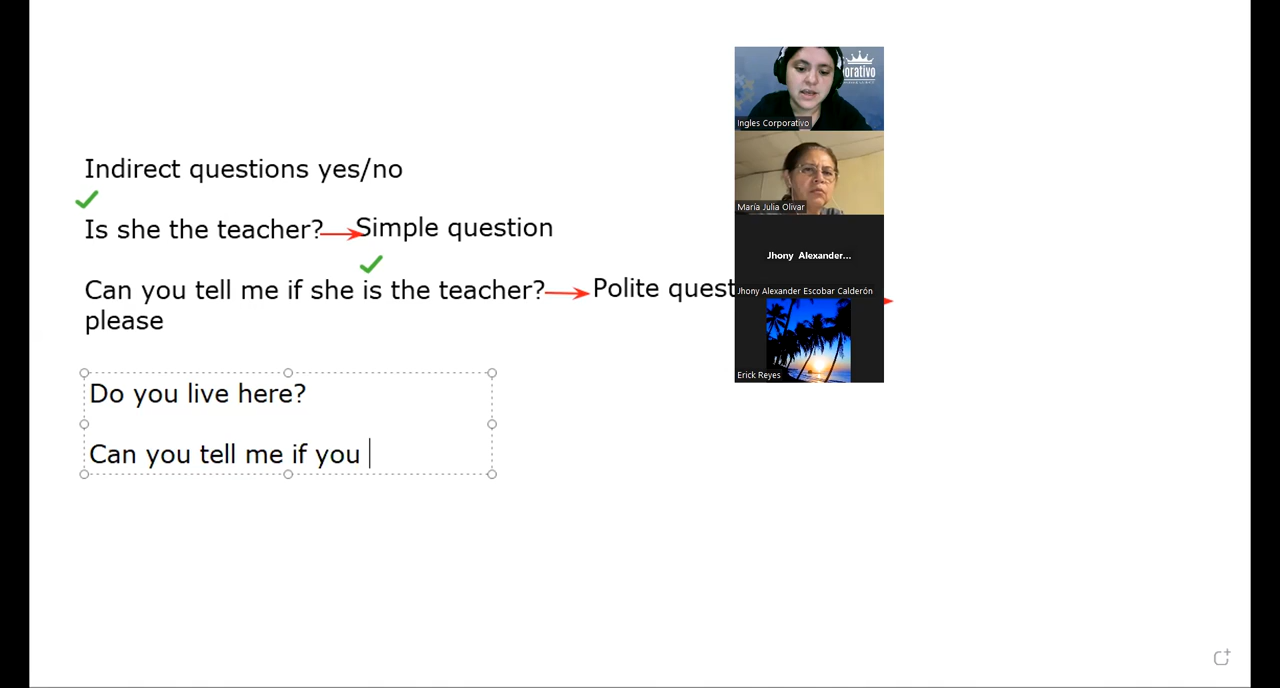 Indirect questions yes/no
Is she the teacher? Simple question
Can you tell me if she is the teacher? Polite quest
please
Do you live here?
Can you tell me if you
orativo
Ingles Corporativo
María Julia Olivar
Jhony Alexander...
Jhony Alexander Escobar Calderón
Erick Reyes